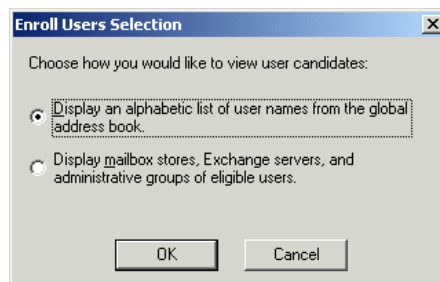 Enroll Users Selection
Choose how you would like to view user candidates:
Display an alphabetic list of user names from the global
address book.
Display mailbox stores, Exchange servers, and
administrative groups of eligible users.
OK
Cancel